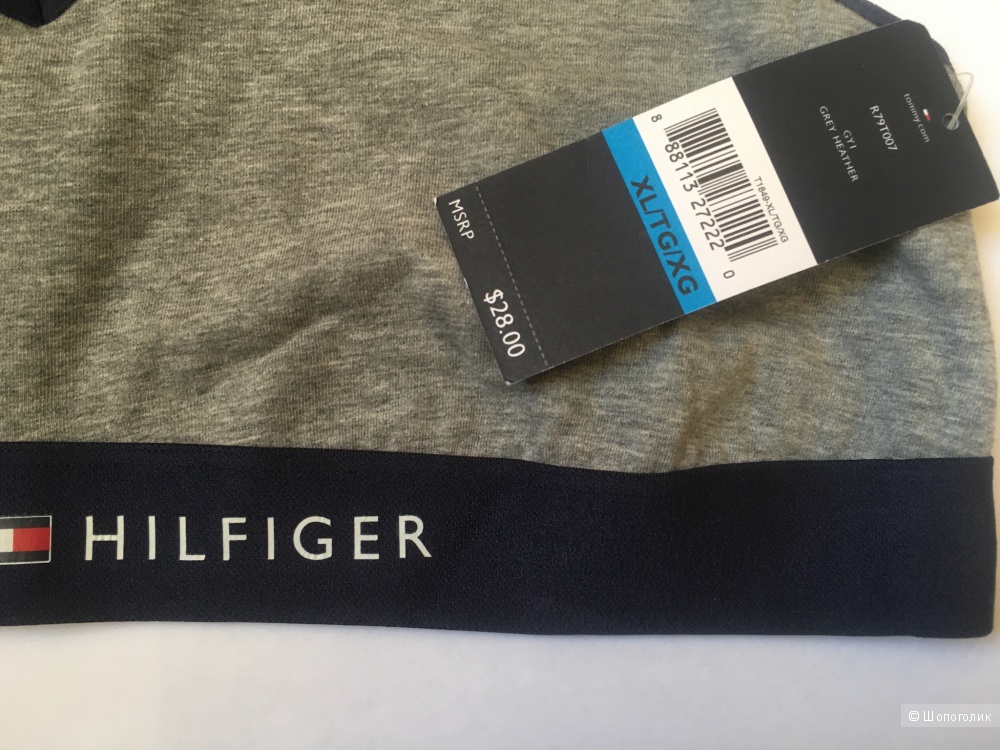 tommy.com
R79T007
GY1
GREY HEATHER
T1849-XL/TG/XG
8 88113 27222 0
XL/TG/XG
MSRP
$28.00
HILFIGER
© Шопоголик